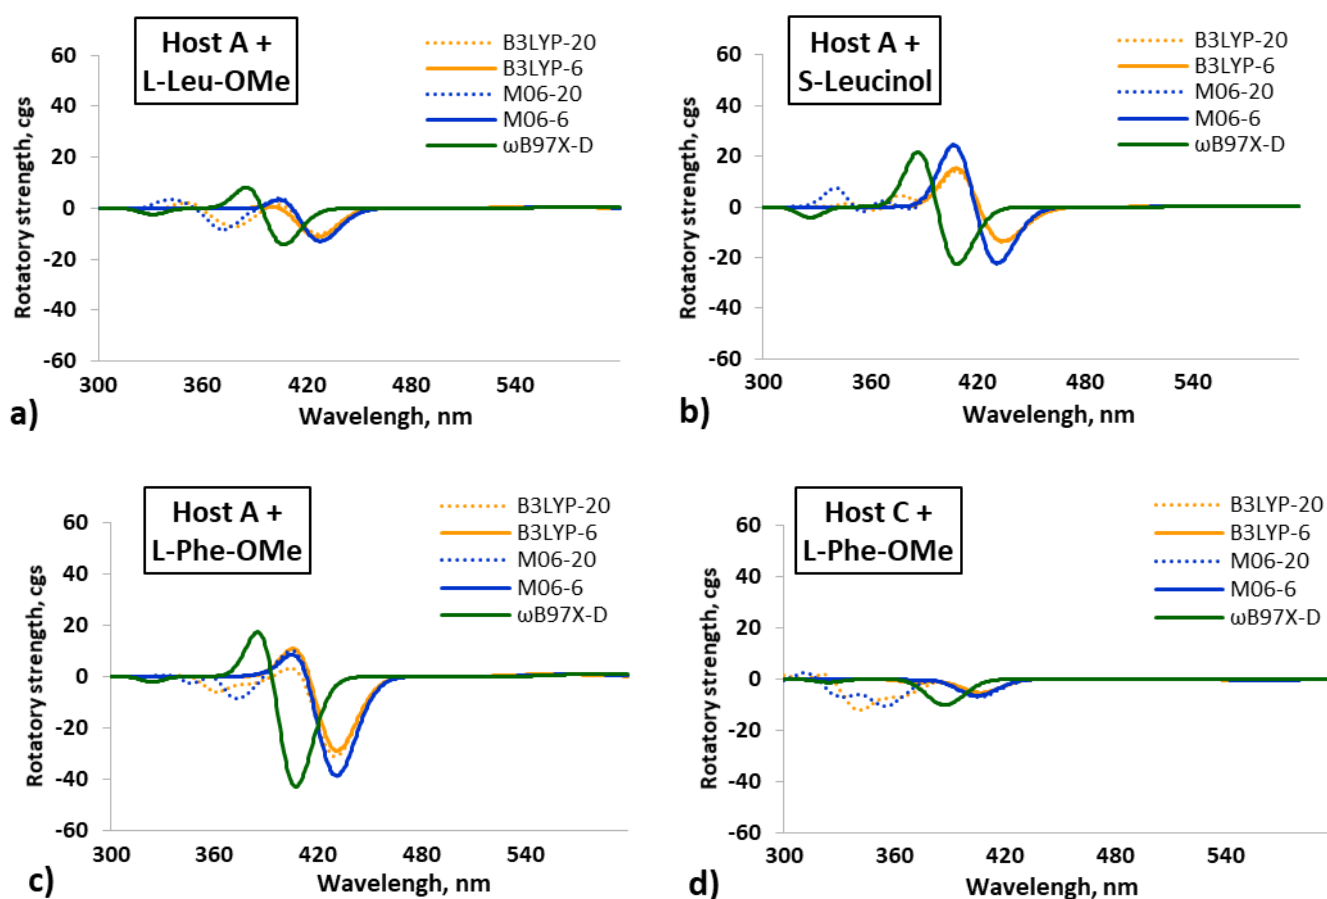 Host A +
L-Leu-OMe
B3LYP-20
B3LYP-6
M06-20
M06-6
ωB97X-D
Rotatory strength, cgs
60
40
20
0
-20
-40
-60
300 360 420 480 540
Wavelengh, nm
a)
Host A +
S-Leucinol
B3LYP-20
B3LYP-6
M06-20
M06-6
ωB97X-D
Rotatory strength, cgs
60
40
20
0
-20
-40
-60
300 360 420 480 540
Wavelengh, nm
b)
Host A +
L-Phe-OMe
B3LYP-20
B3LYP-6
M06-20
M06-6
ωB97X-D
Rotatory strength, cgs
60
40
20
0
-20
-40
-60
300 360 420 480 540
Wavelengh, nm
c)
Host C +
L-Phe-OMe
B3LYP-20
B3LYP-6
M06-20
M06-6
ωB97X-D
Rotatory strength, cgs
60
40
20
0
-20
-40
-60
300 360 420 480 540
Wavelengh, nm
d)